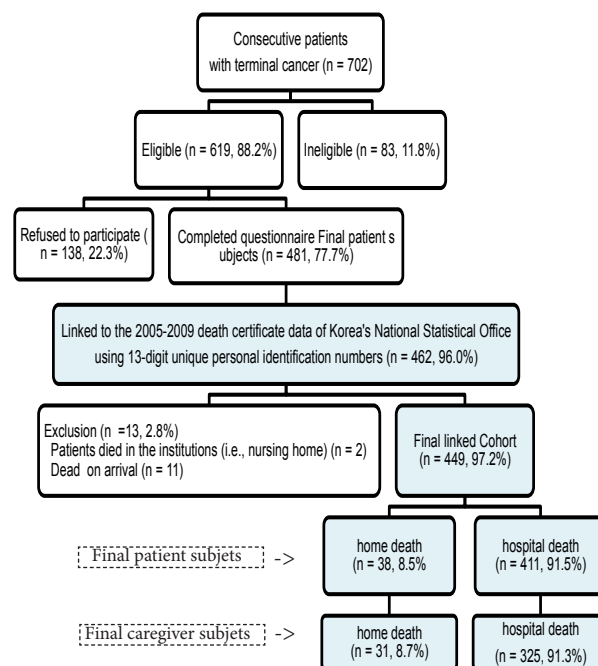 Consecutive patients
with terminal cancer (n = 702)
Eligible (n = 619, 88.2%)
Ineligible (n = 83, 11.8%)
Refused to participate (
n = 138, 22.3%)
Completed questionnaire Final patient s
ubjects (n = 481, 77.7%)
Linked to the 2005-2009 death certificate data of Korea's National Statistical Office
using 13-digit unique personal identification numbers (n = 462, 96.0%)
Exclusion (n =13, 2.8%)
Patients died in the institutions (i.e., nursing home) (n = 2)
Dead on arrival (n = 11)
Final linked Cohort
(n = 449, 97.2%)
Final patient subjets ->
home death
(n = 38, 8.5%
hospital death
(n = 411, 91.5%)
Final caregiver subjets ->
home death
(n = 31, 8.7%)
hospital death
(n = 325, 91.3%)